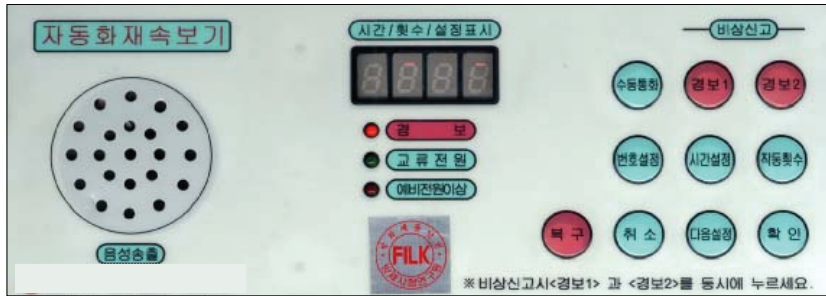 자동화재속보기
시간/횟수/설정표시
비상신고
수동통화
경보1
경보2
경 보
교류전원
예비전원이상
번호설정
시간설정
작동횟수
복 구
취 소
다음설정
확 인
음성송출
FILK
※비상신고시<경보1> 과 <경보2>를 동시에 누르세요.